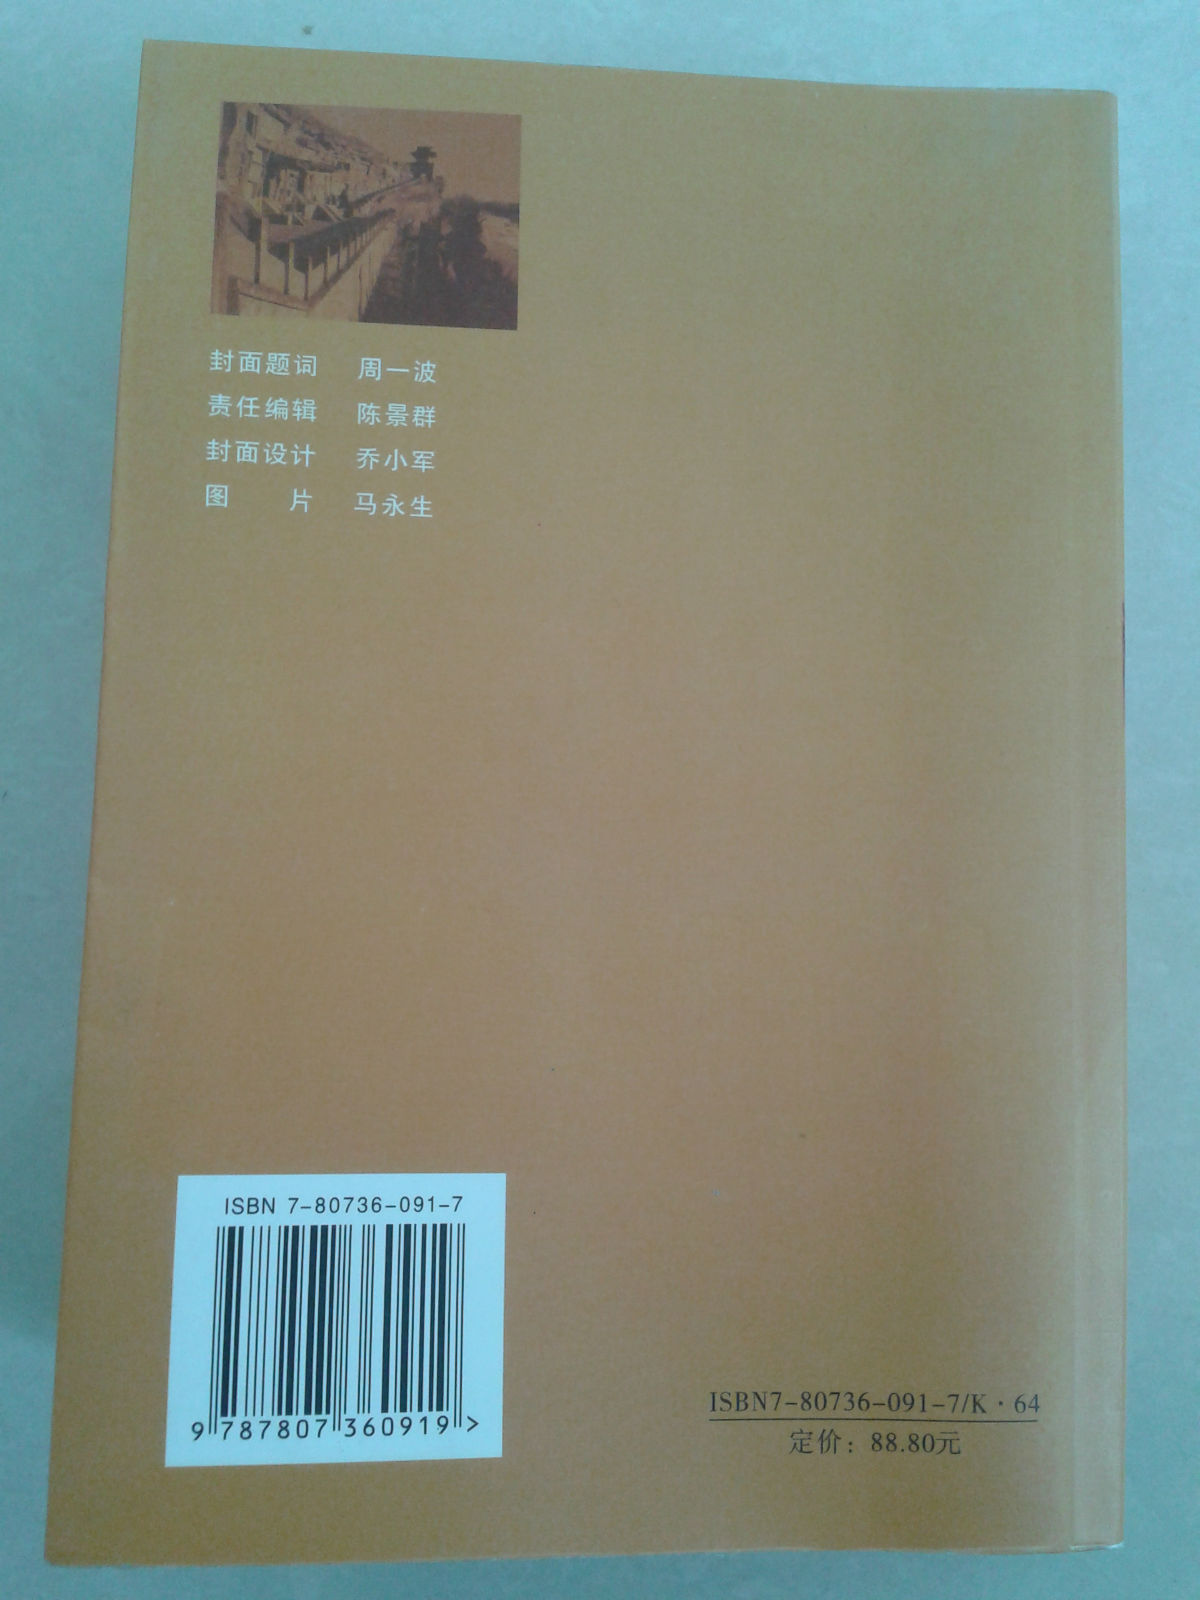 封面题词 周一波
责任编辑 陈景群
封面设计 乔小军
图 片 马永生
ISBN 7-80736-091-7
9 787807 360919 >
ISBN7-80736-091-7/K·64
定价：88.80元